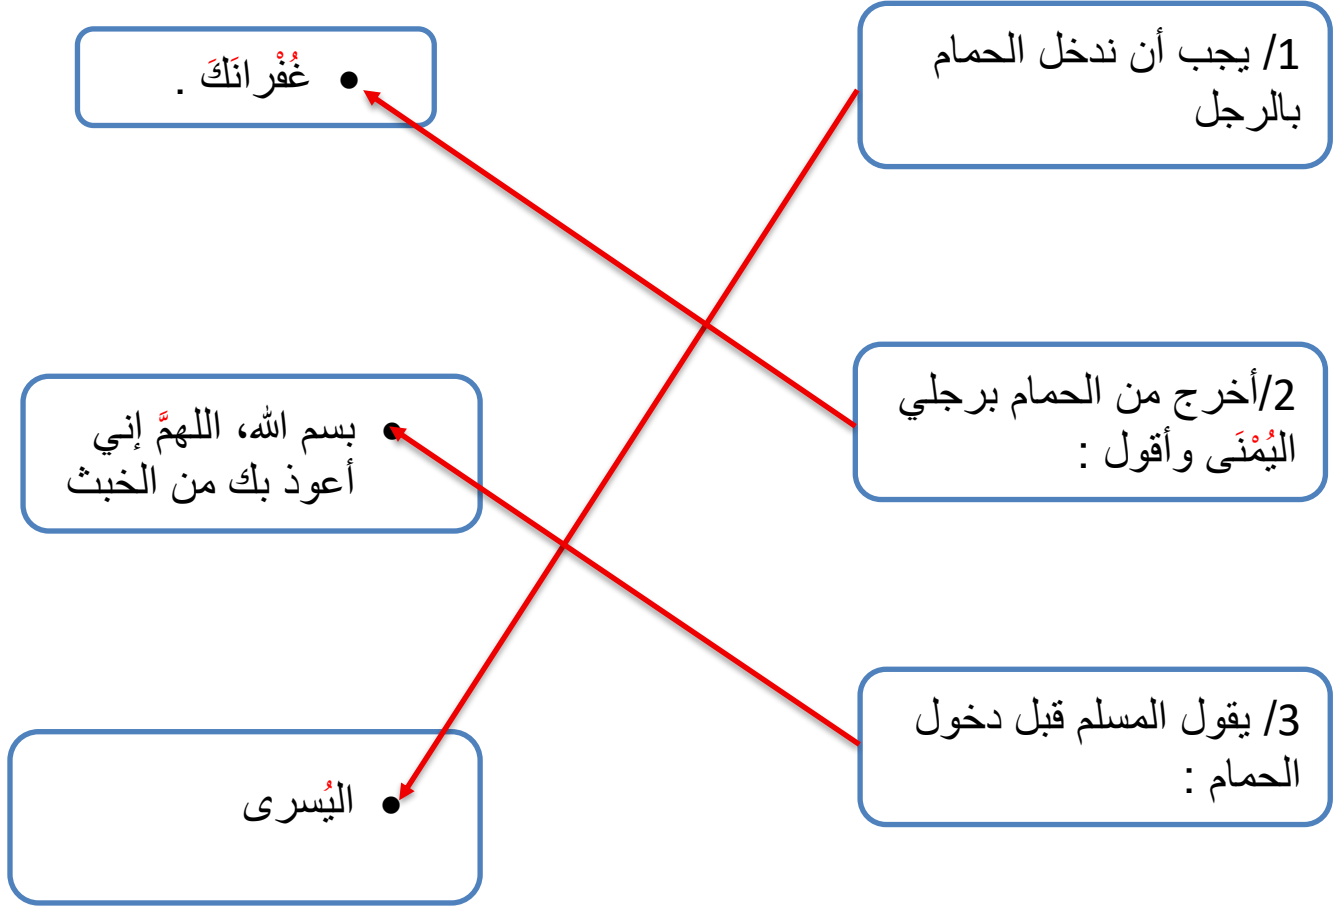 1/ يجب أن ندخل الحمام
بالرجل
غُفْرانَكَ .
2/أخرج من الحمام برجلي
اليُمْنَى وأقول :
بسم الله، اللهمَّ إني
أعوذ بك من الخبث
3/ يقول المسلم قبل دخول
الحمام :
اليُسرى